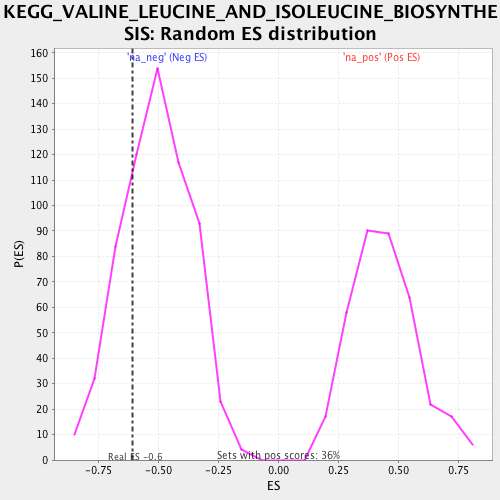 KEGG_VALINE_LEUCINE_AND_ISOLEUCINE_BIOSYNTHE
SIS: Random ES distribution
'na_neg' (Neg ES) 'na_pos' (Pos ES)
160
150
140
130
120
110
100
90
80
70
60
50
40
30
20
10
0
P(ES)
Real ES -0.6 Sets with pos scores: 36%
-0.75 -0.50 -0.25 0.00 0.25 0.50 0.75
ES